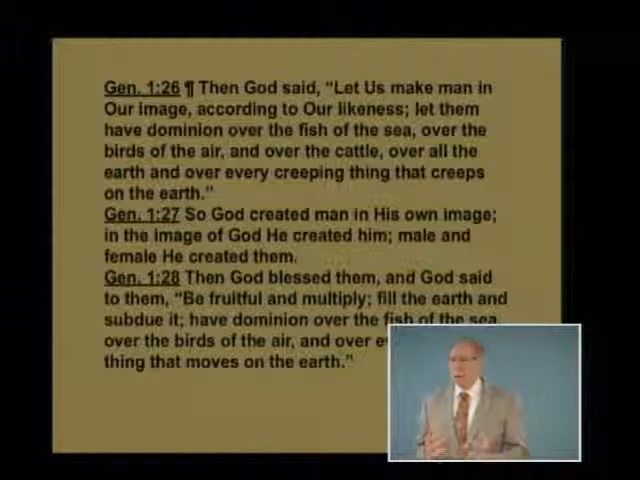 Gen. 1:26 ¶ Then God said, “Let Us make man in
Our image, according to Our likeness; let them
have dominion over the fish of the sea, over the
birds of the air, and over the cattle, over all the
earth and over every creeping thing that creeps
on the earth.”
Gen. 1:27 So God created man in His own image;
in the image of God He created him; male and
female He created them.
Gen. 1:28 Then God blessed them, and God said
to them, “Be fruitful and multiply; fill the earth and
subdue it; have dominion over the fish of the sea,
over the birds of the air, and over
thing that moves on the earth.”